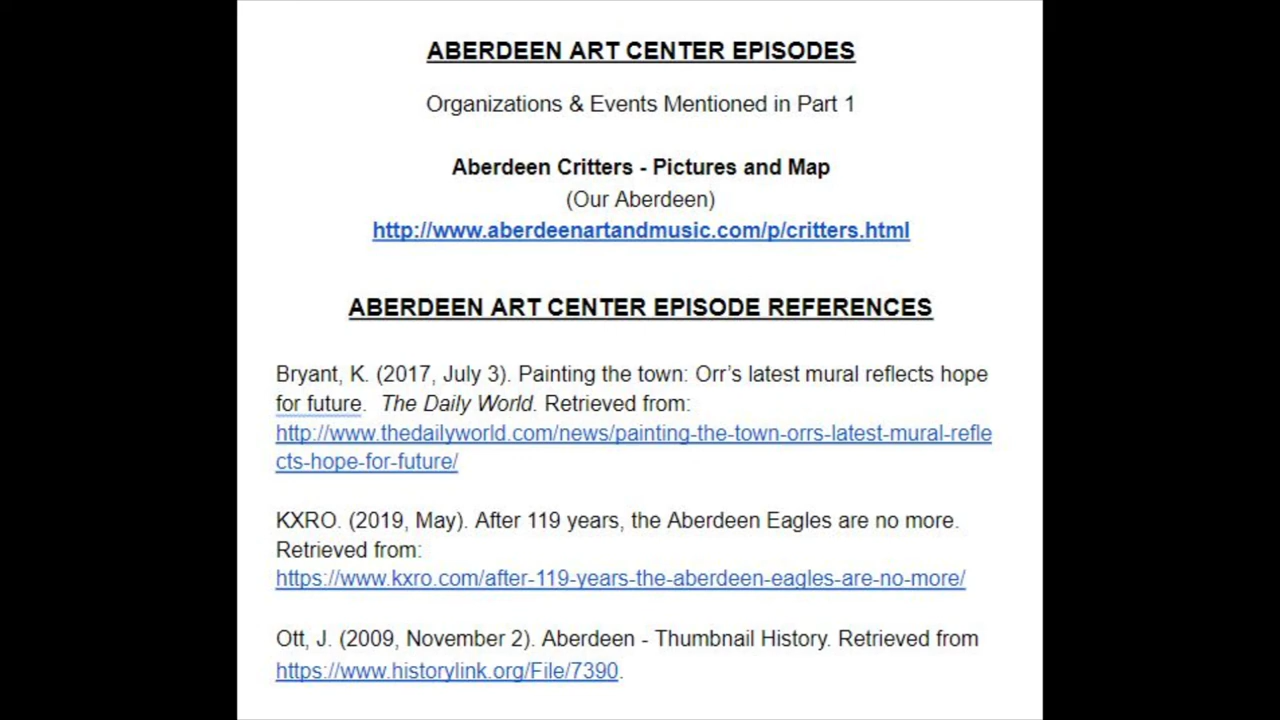 ABERDEEN ART CENTER EPISODES
Organizations & Events Mentioned in Part 1
Aberdeen Critters - Pictures and Map
(Our Aberdeen)
http://www.aberdeenartandmusic.com/p/critters.html
ABERDEEN ART CENTER EPISODE REFERENCES
Bryant, K. (2017, July 3). Painting the town: Orr’s latest mural reflects hope
for future. The Daily World. Retrieved from:
http://www.thedailyworld.com/news/painting-the-town-orrs-latest-mural-refle
cts-hope-for-future/
KXRO. (2019, May). After 119 years, the Aberdeen Eagles are no more.
Retrieved from:
https://www.kxro.com/after-119-years-the-aberdeen-eagles-are-no-more/
Ott, J. (2009, November 2). Aberdeen - Thumbnail History. Retrieved from
https://www.historylink.org/File/7390.